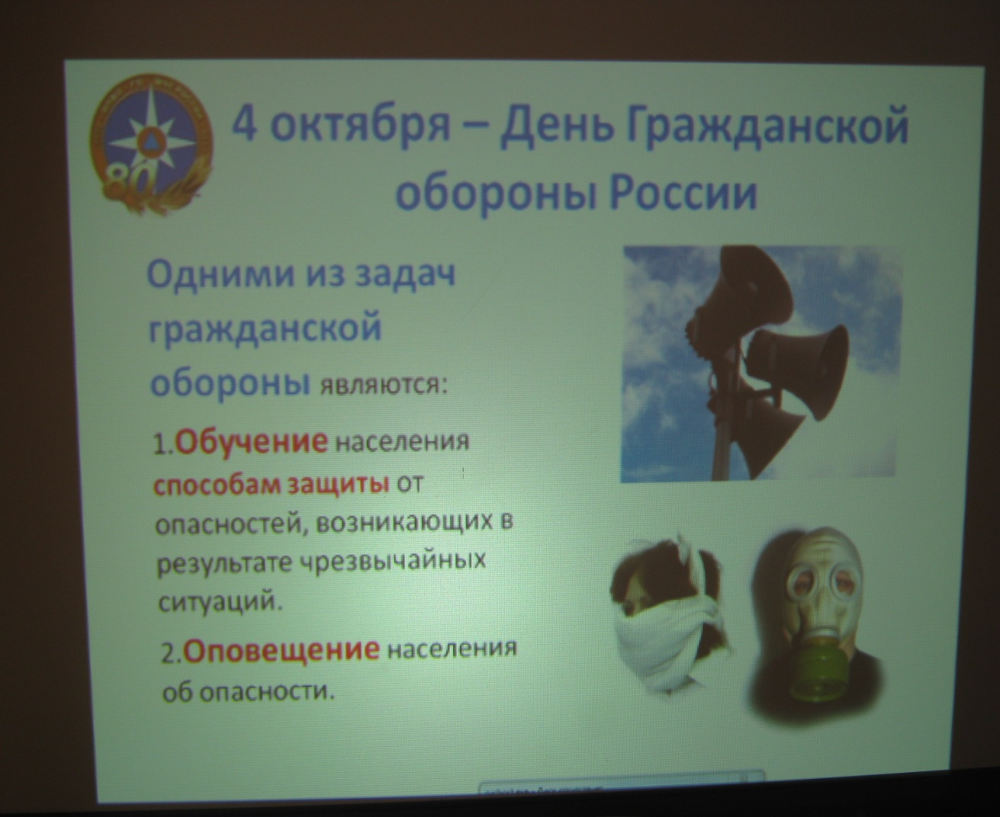 4 октября – День Гражданской
обороны России
Одними из задач
гражданской
обороны являются:
1.Обучение населения
способам защиты от
опасностей, возникающих в
результате чрезвычайных
ситуаций.
2.Оповещение населения
об опасности.
80